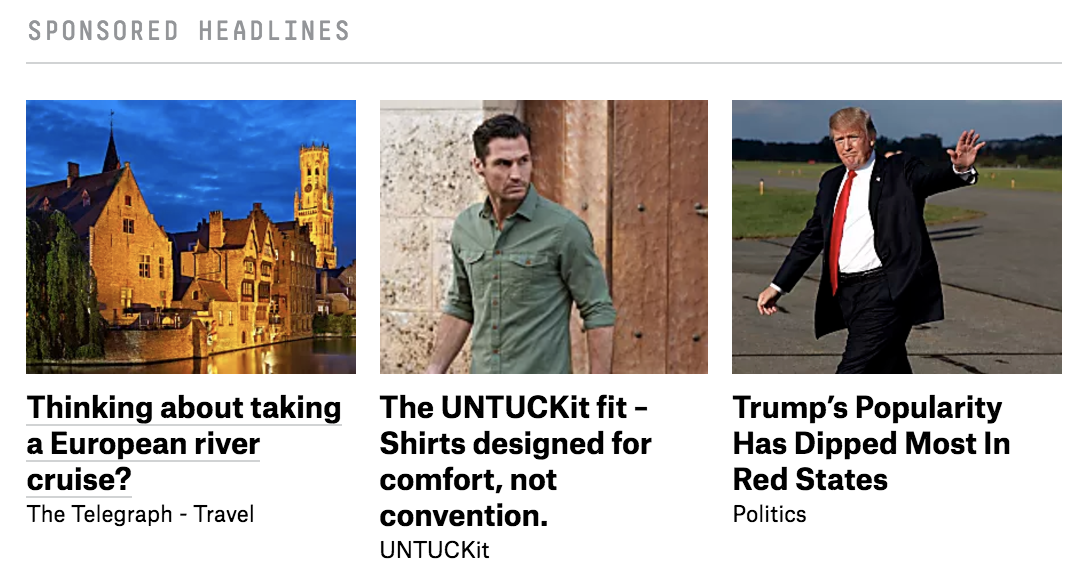 SPONSORED HEADLINES
Thinking about taking
a European river
cruise?
The Telegraph - Travel
The UNTUCKit fit –
Shirts designed for
comfort, not
convention.
UNTUCKit
Trump’s Popularity
Has Dipped Most In
Red States
Politics